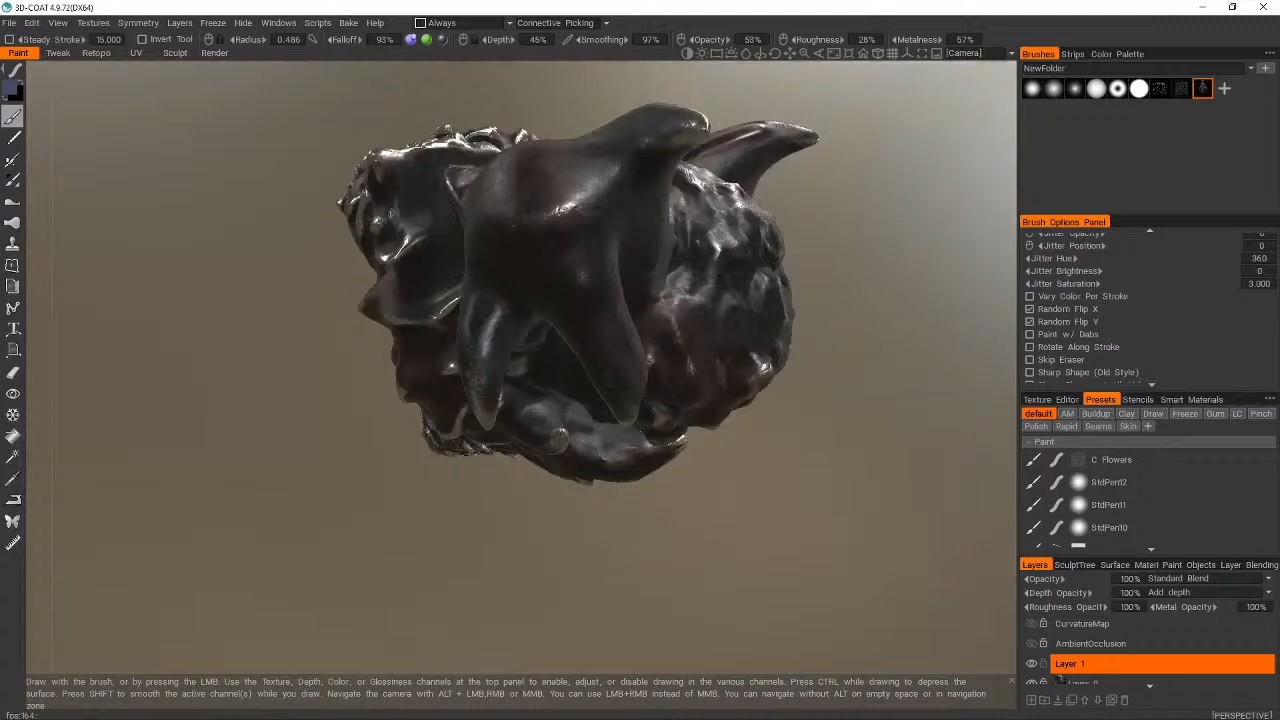 3D-COAT 4.9.72(DX64)
File Edit View Textures Symmetry Layers Freeze Hide Windows Scripts Bake Help Always Connective Picking
Steady Stroke 15.000 Invert Tool Radius 0.486 Falloff 93% Depth 45% Smoothing 97% Opacity 53% Roughness 28% Metalness 57%
Paint Tweak Retopo UV Sculpt Render [Camera]
Brushes Strips Color Palette
NewFolder
Brush Options Panel
Jitter Opacity 0
Jitter Position 0
Jitter Hue 360
Jitter Brightness 0
Jitter Saturation 3.000
Vary Color Per Stroke
Random Flip X
Random Flip Y
Paint w/ Dabs
Rotate Along Stroke
Skip Eraser
Sharp Shape (Old Style)
Texture Editor Presets Stencils Smart Materials
default AM Buildup Clay Draw Freeze Gum LC Pinch
Polish Rapid Seams Skin
- Paint
C Flowers
StdPen12
StdPen11
StdPen10
Layers SculptTree Surface Materi Paint Objects Layer Blending
Opacity 100% Standard Blend
Depth Opacity 100% Add depth
Roughness Opacit 100% Metal Opacity 100%
CurvatureMap
AmbientOcclusion
Layer 1
Layer 0
Draw with the brush, or by pressing the LMB. Use the Texture, Depth, Color, or Glossiness channels at the top panel to enable, adjust, or disable drawing in the various channels. Press CTRL while drawing to depress the
surface. Press SHIFT to smooth the active channel(s) while you draw. Navigate the camera with ALT + LMB,RMB or MMB. You can use LMB+RMB instead of MMB. You can navigate without ALT on empty space or in navigation
zone
fps:164; [PERSPECTIVE]